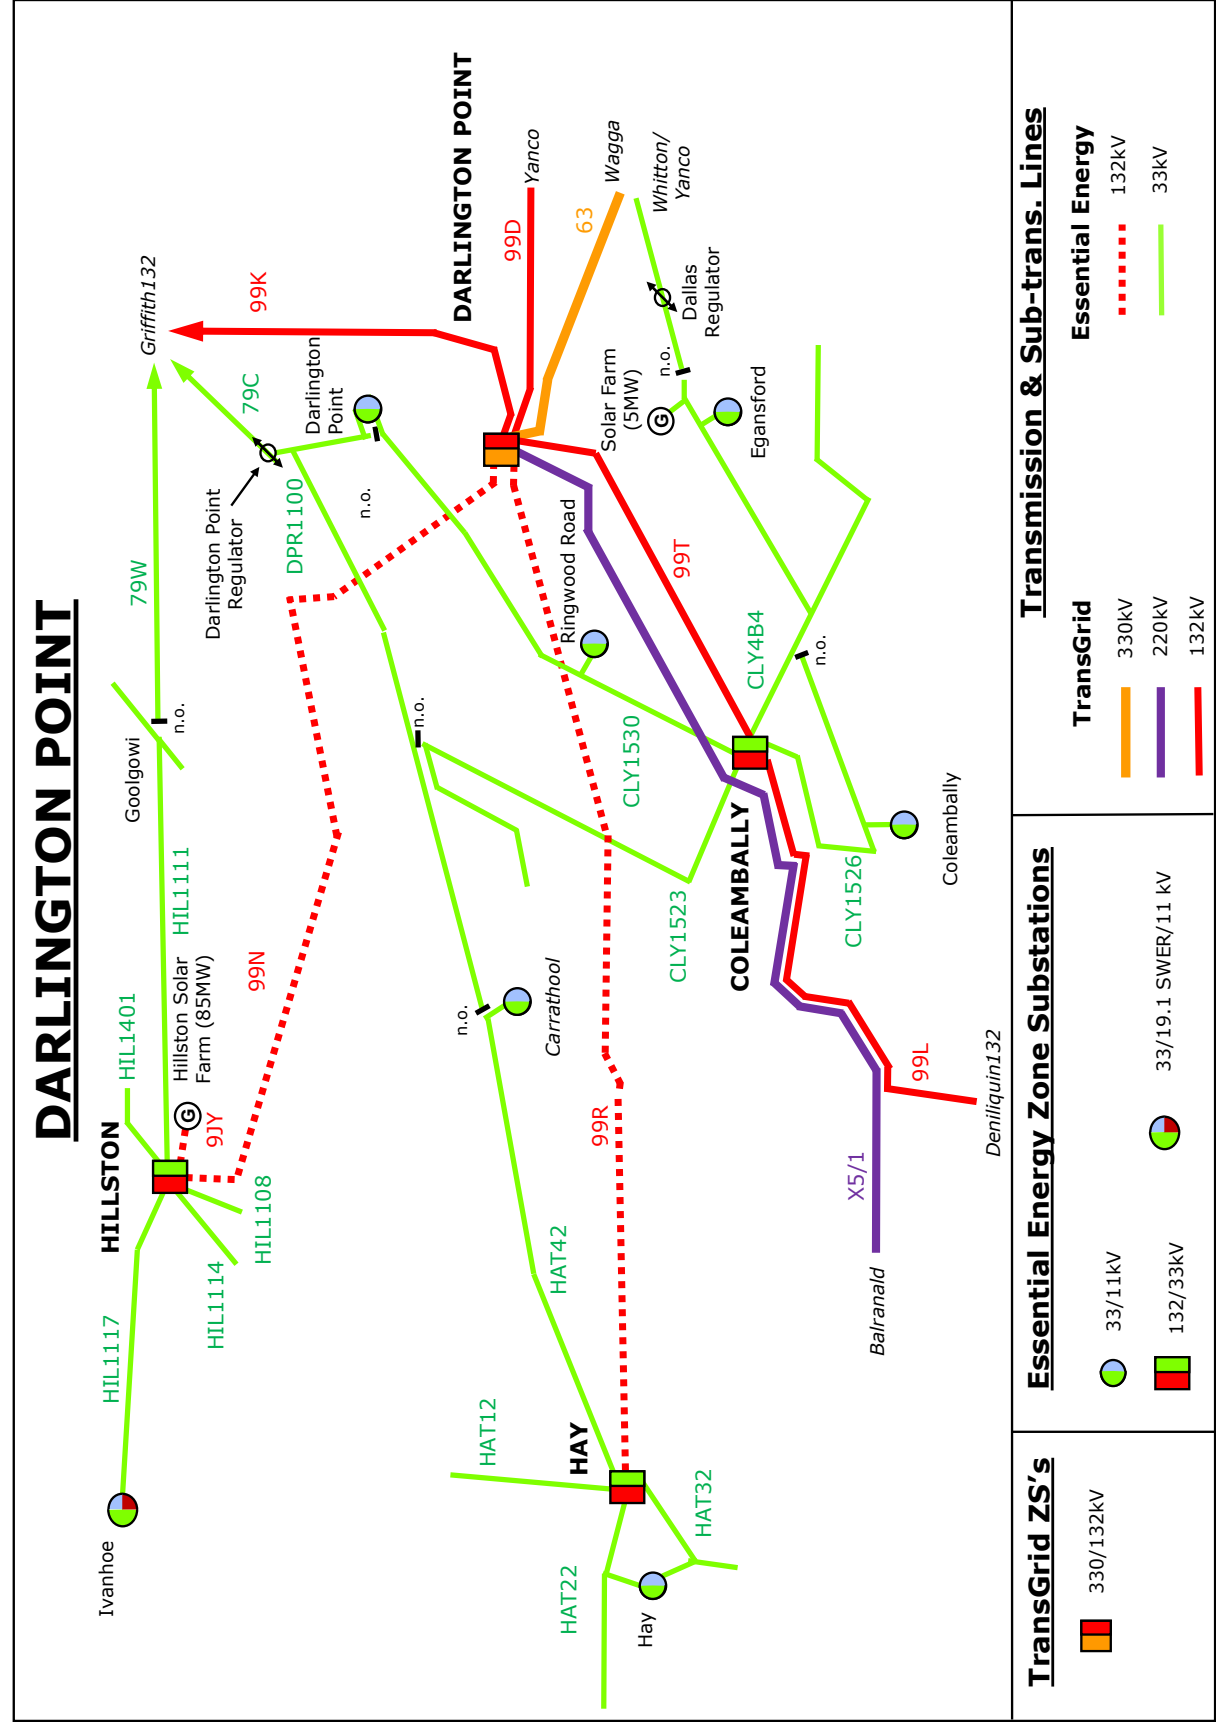 DARLINGTON POINT
Ivanhoe
HIL1117
HILLSTON
HIL1401
HIL1114
HIL1108
9JY
G
Hillston Solar
Farm (85MW)
HIL1111
99N
Goolgowi
n.o.
79W
Griffith132
99K
79C
Darlington Point
Regulator
DPR1100
Darlington
Point
n.o.
DARLINGTON POINT
99D
Yanco
63
Wagga
Whitton/
Yanco
Dallas
Regulator
n.o.
Solar Farm
(5MW)
G
Egansford
Ringwood Road
99T
CLY4B4
n.o.
n.o.
CLY1530
CLY1523
COLEAMBALLY
CLY1526
Coleambally
n.o.
Carrathool
99R
99L
Deniliquin132
X5/1
Balranald
HAT42
HAT12
HAY
HAT32
HAT22
Hay
TransGrid ZS’s
330/132kV
Essential Energy Zone Substations
33/11kV
33/19.1 SWER/11 kV
132/33kV
Transmission & Sub-trans. Lines
TransGrid
Essential Energy
330kV
132kV
220kV
33kV
132kV